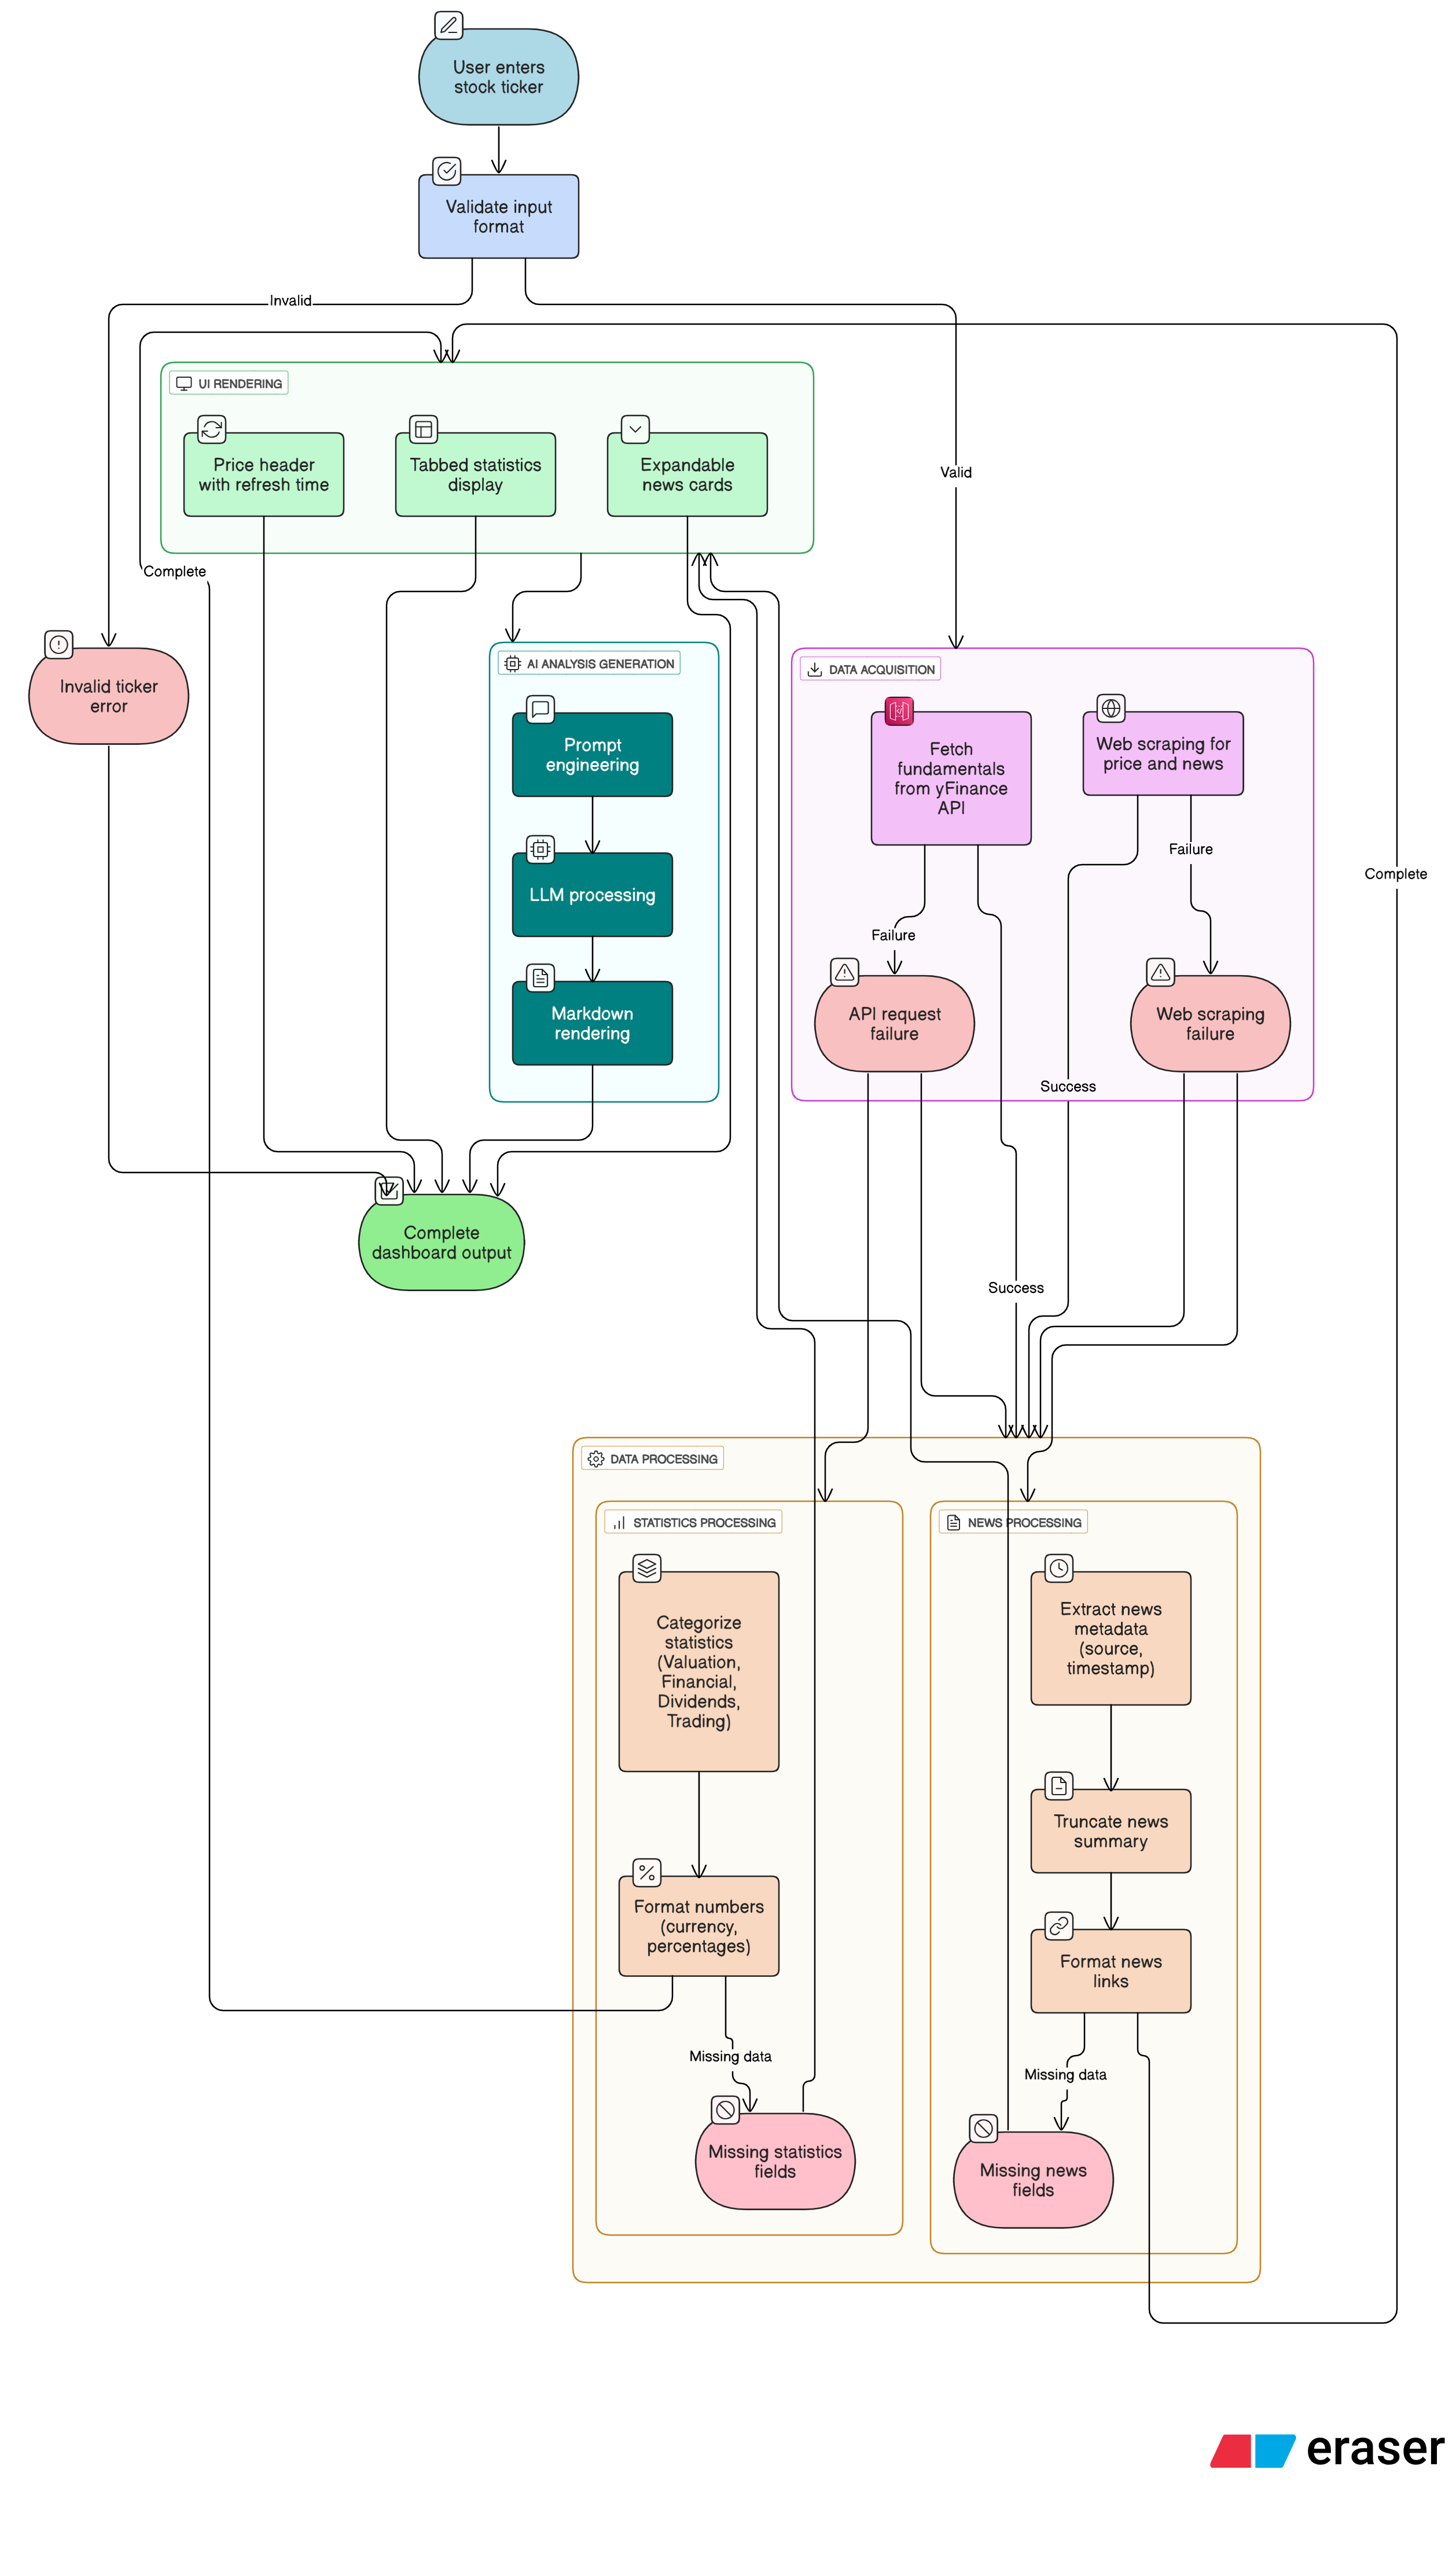 User enters
stock ticker
Validate input
format
Invalid
UI RENDERING
Price header
with refresh time
Tabbed statistics
display
Expandable
news cards
Valid
Complete
Invalid ticker
error
AI ANALYSIS GENERATION
Prompt
engineering
LLM processing
Markdown
rendering
DATA ACQUISITION
Fetch
fundamentals
from yFinance
API
Web scraping for
price and news
Failure
Complete
Failure
API request
failure
Web scraping
failure
Success
Complete
dashboard output
Success
DATA PROCESSING
STATISTICS PROCESSING
Categorize
statistics
(Valuation,
Financial,
Dividends,
Trading)
Format numbers
(currency,
percentages)
Missing data
Missing statistics
fields
NEWS PROCESSING
Extract news
metadata
(source,
timestamp)
Truncate news
summary
Format news
links
Missing data
Missing news
fields
eraser